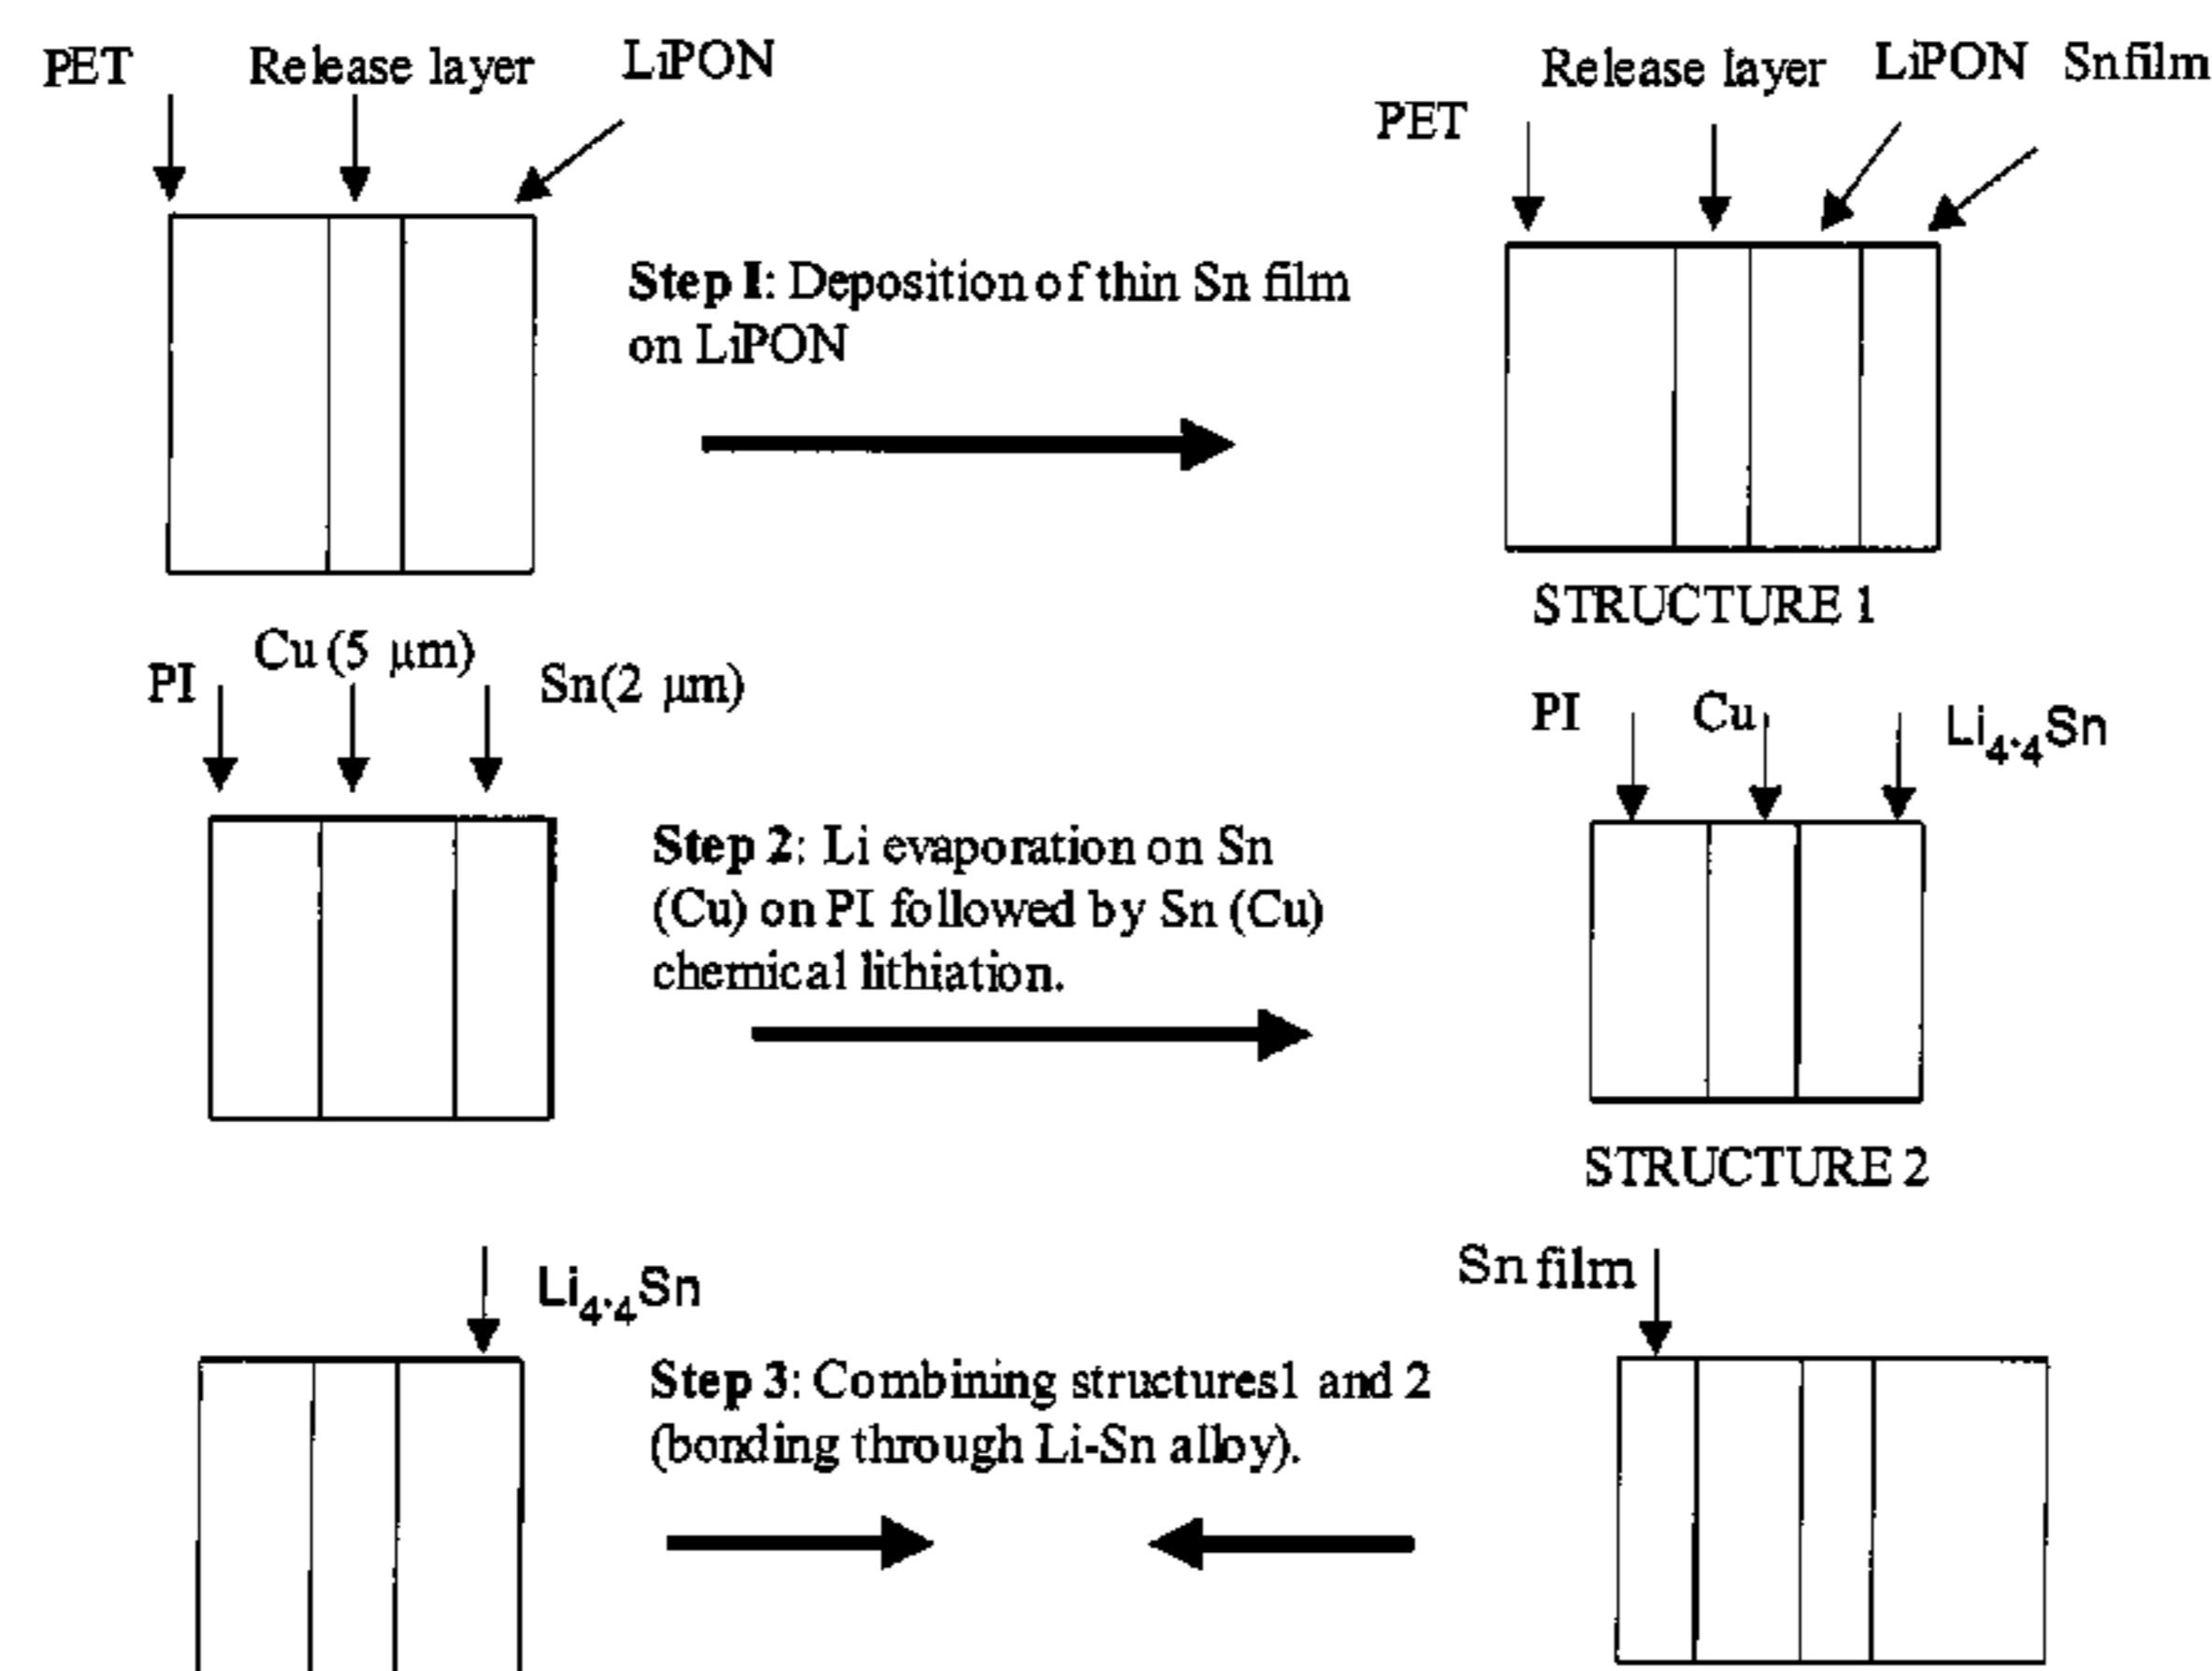 PET Release layer LiPON
Release layer LiPON Sn film
PET
Step I: Deposition of thin Sn film
on LiPON
STRUCTURE 1
PI Cu (5 μm) Sn(2 μm)
PI Cu Li4.4Sn
Step 2: Li evaporation on Sn
(Cu) on PI followed by Sn (Cu)
chemical lithiation.
STRUCTURE 2
Li4.4Sn
Sn film
Step 3: Combining structures1 and 2
(bonding through Li-Sn alloy).